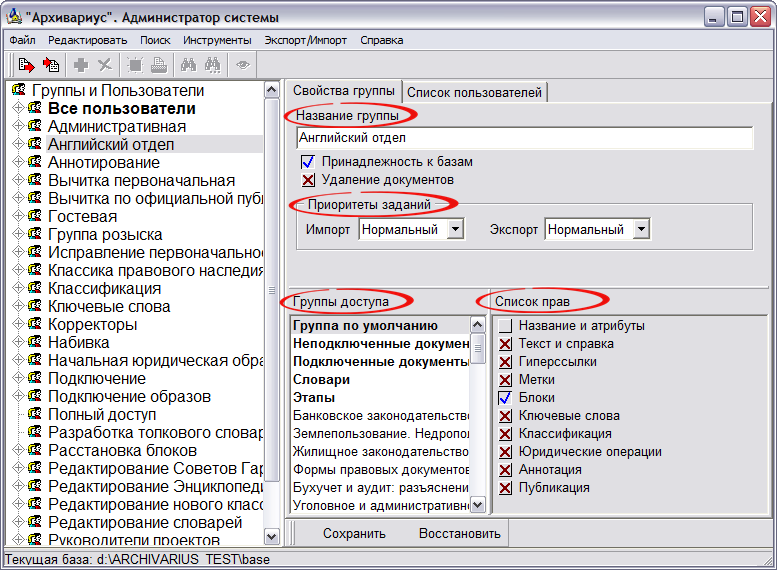 "Архивариус". Администратор системы
Файл Редактировать Поиск Инструменты Экспорт/Импорт Справка
Группы и Пользователи
Все пользователи
Административная
Английский отдел
Аннотирование
Вычитка первоначальная
Вычитка по официальной пуб
Гостевая
Группа розыска
Исправление первоначально
Классика правового наследия
Классификация
Ключевые слова
Корректоры
Набивка
Начальная юридическая обра
Подключение
Подключение образов
Полный доступ
Разработка толкового словар
Расстановка блоков
Редактирование Советов Гар
Редактирование Энциклопеди
Редактирование нового класс
Редактирование словарей
Руководители проектов
Свойства группы Список пользователей
Название группы
Английский отдел
Принадлежность к базам
Удаление документов
Приоритеты заданий
Импорт Нормальный Экспорт Нормальный
Группы доступа
Группа по умолчанию
Неподключенные докумен
Подключенные документы
Словари
Этапы
Банковское законодательство
Землепользование. Недропол
Жилищное законодательство
Формы правовых документов
Бухучет и аудит: разъяснени
Уголовное и административно
Список прав
Название и атрибуты
Текст и справка
Гиперссылки
Метки
Блоки
Ключевые слова
Классификация
Юридические операции
Аннотация
Публикация
Сохранить Восстановить
Текущая база: d:\ARCHIVARIUS_TEST\base